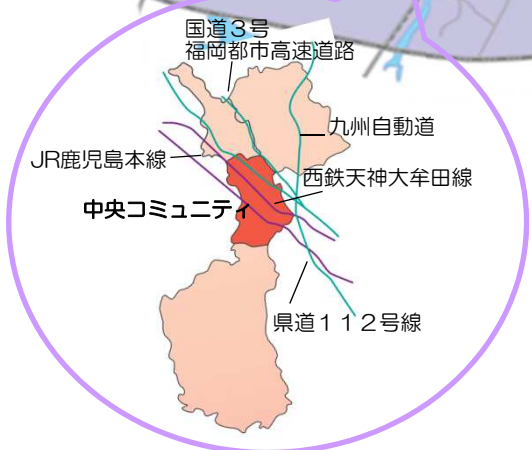 国道３号
福岡都市高速道路
九州自動道
JR鹿児島本線
西鉄天神大牟田線
中央コミュニティ
県道１１２号線